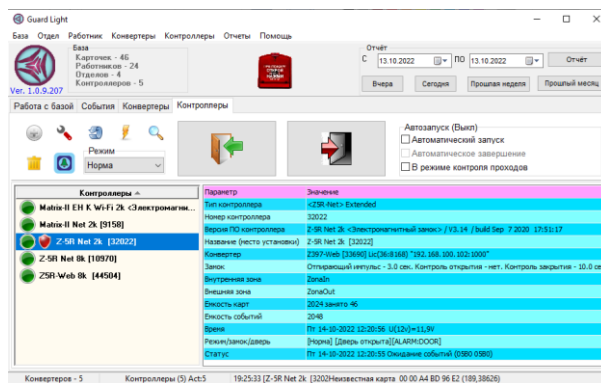 Guard Light
База Отдел Работник Конвертеры Контроллеры Отчеты Помощь
База
Карточек - 46
Работников - 24
Отделов - 4
Контроллеров - 5
Ver. 1.0.9.207
Отчёт
С 13.10.2022 ПО 13.10.2022 Отчёт
Вчера Сегодня Прошлая неделя Прошлый месяц
Работа с базой События Конвертеры Контроллеры
Режим
Норма
Автозапуск (Выкл)
Автоматический запуск
Автоматическое завершение
В режиме контроля проходов
Контроллеры
Matrix-II EH K Wi-Fi 2k <Электромагни...
Matrix-II Net 2k [9158]
Z-5R Net 2k [32022]
Z-5R Net 8k [10970]
Z-5R-Web 8k [44504]
Параметр Значение
Тип контроллера <Z5R-Net> Extended
Номер контроллера 32022
Версия ПО контроллера Z-5R Net 2k <Электромагнитный замок> / V3.14 / build Sep 7 2020 17:51:17
Название (место установки) Z-5R Net 2k [32022]
Конвертер Z397-Web [33690] Lic[36:8168] "192.168.100.102:1000"
Замок Отпирающий импульс - 3.0 сек. Контроль открытия - нет. Контроль закрытия - 10.0 се
Внутренняя зона ZonaIn
Внешняя зона ZonaOut
Емкость карт 2024 занято 46
Емкость событий 2048
Время Пт 14-10-2022 12:20:56 U(12v)=11,9V
Режим/замок/дверь [Норма] [Дверь открыта][ALARM:DOOR]
Статус Пт 14-10-2022 12:20:55 Ожидание событий (05B0 05B0)
Конвертеров - 5 Контроллеры (5) Act:5 19:25:33 [Z-5R Net 2k [3202Неизвестная карта 00 00 A4 BD 96 E2 (189,38626)